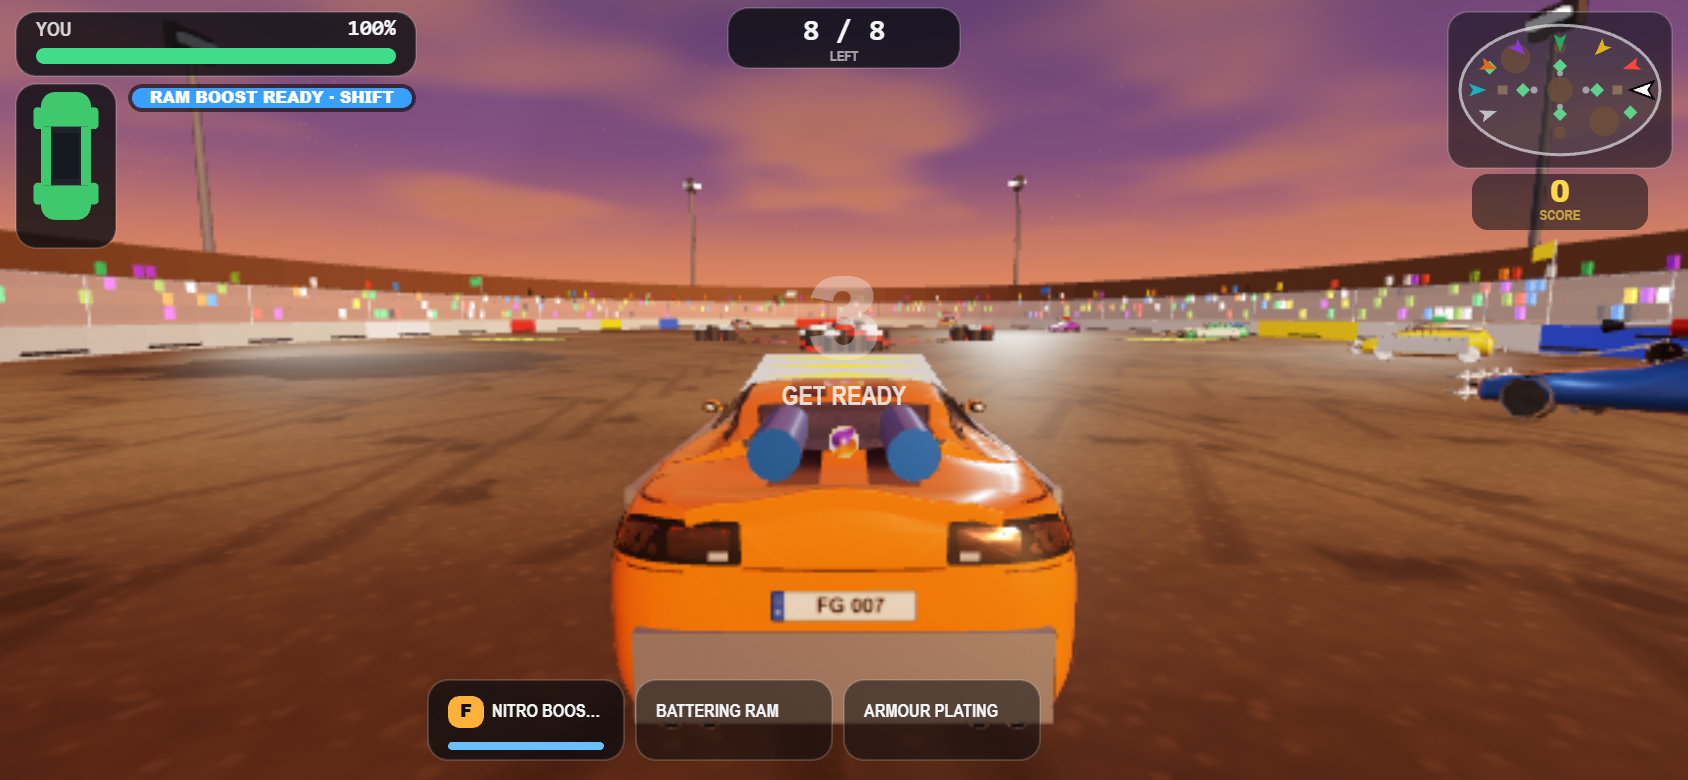 YOU
100%
RAM BOOST READY - SHIFT
8 / 8
LEFT
0
SCORE
3
GET READY
FG 007
F
NITRO BOOS...
BATTERING RAM
ARMOUR PLATING